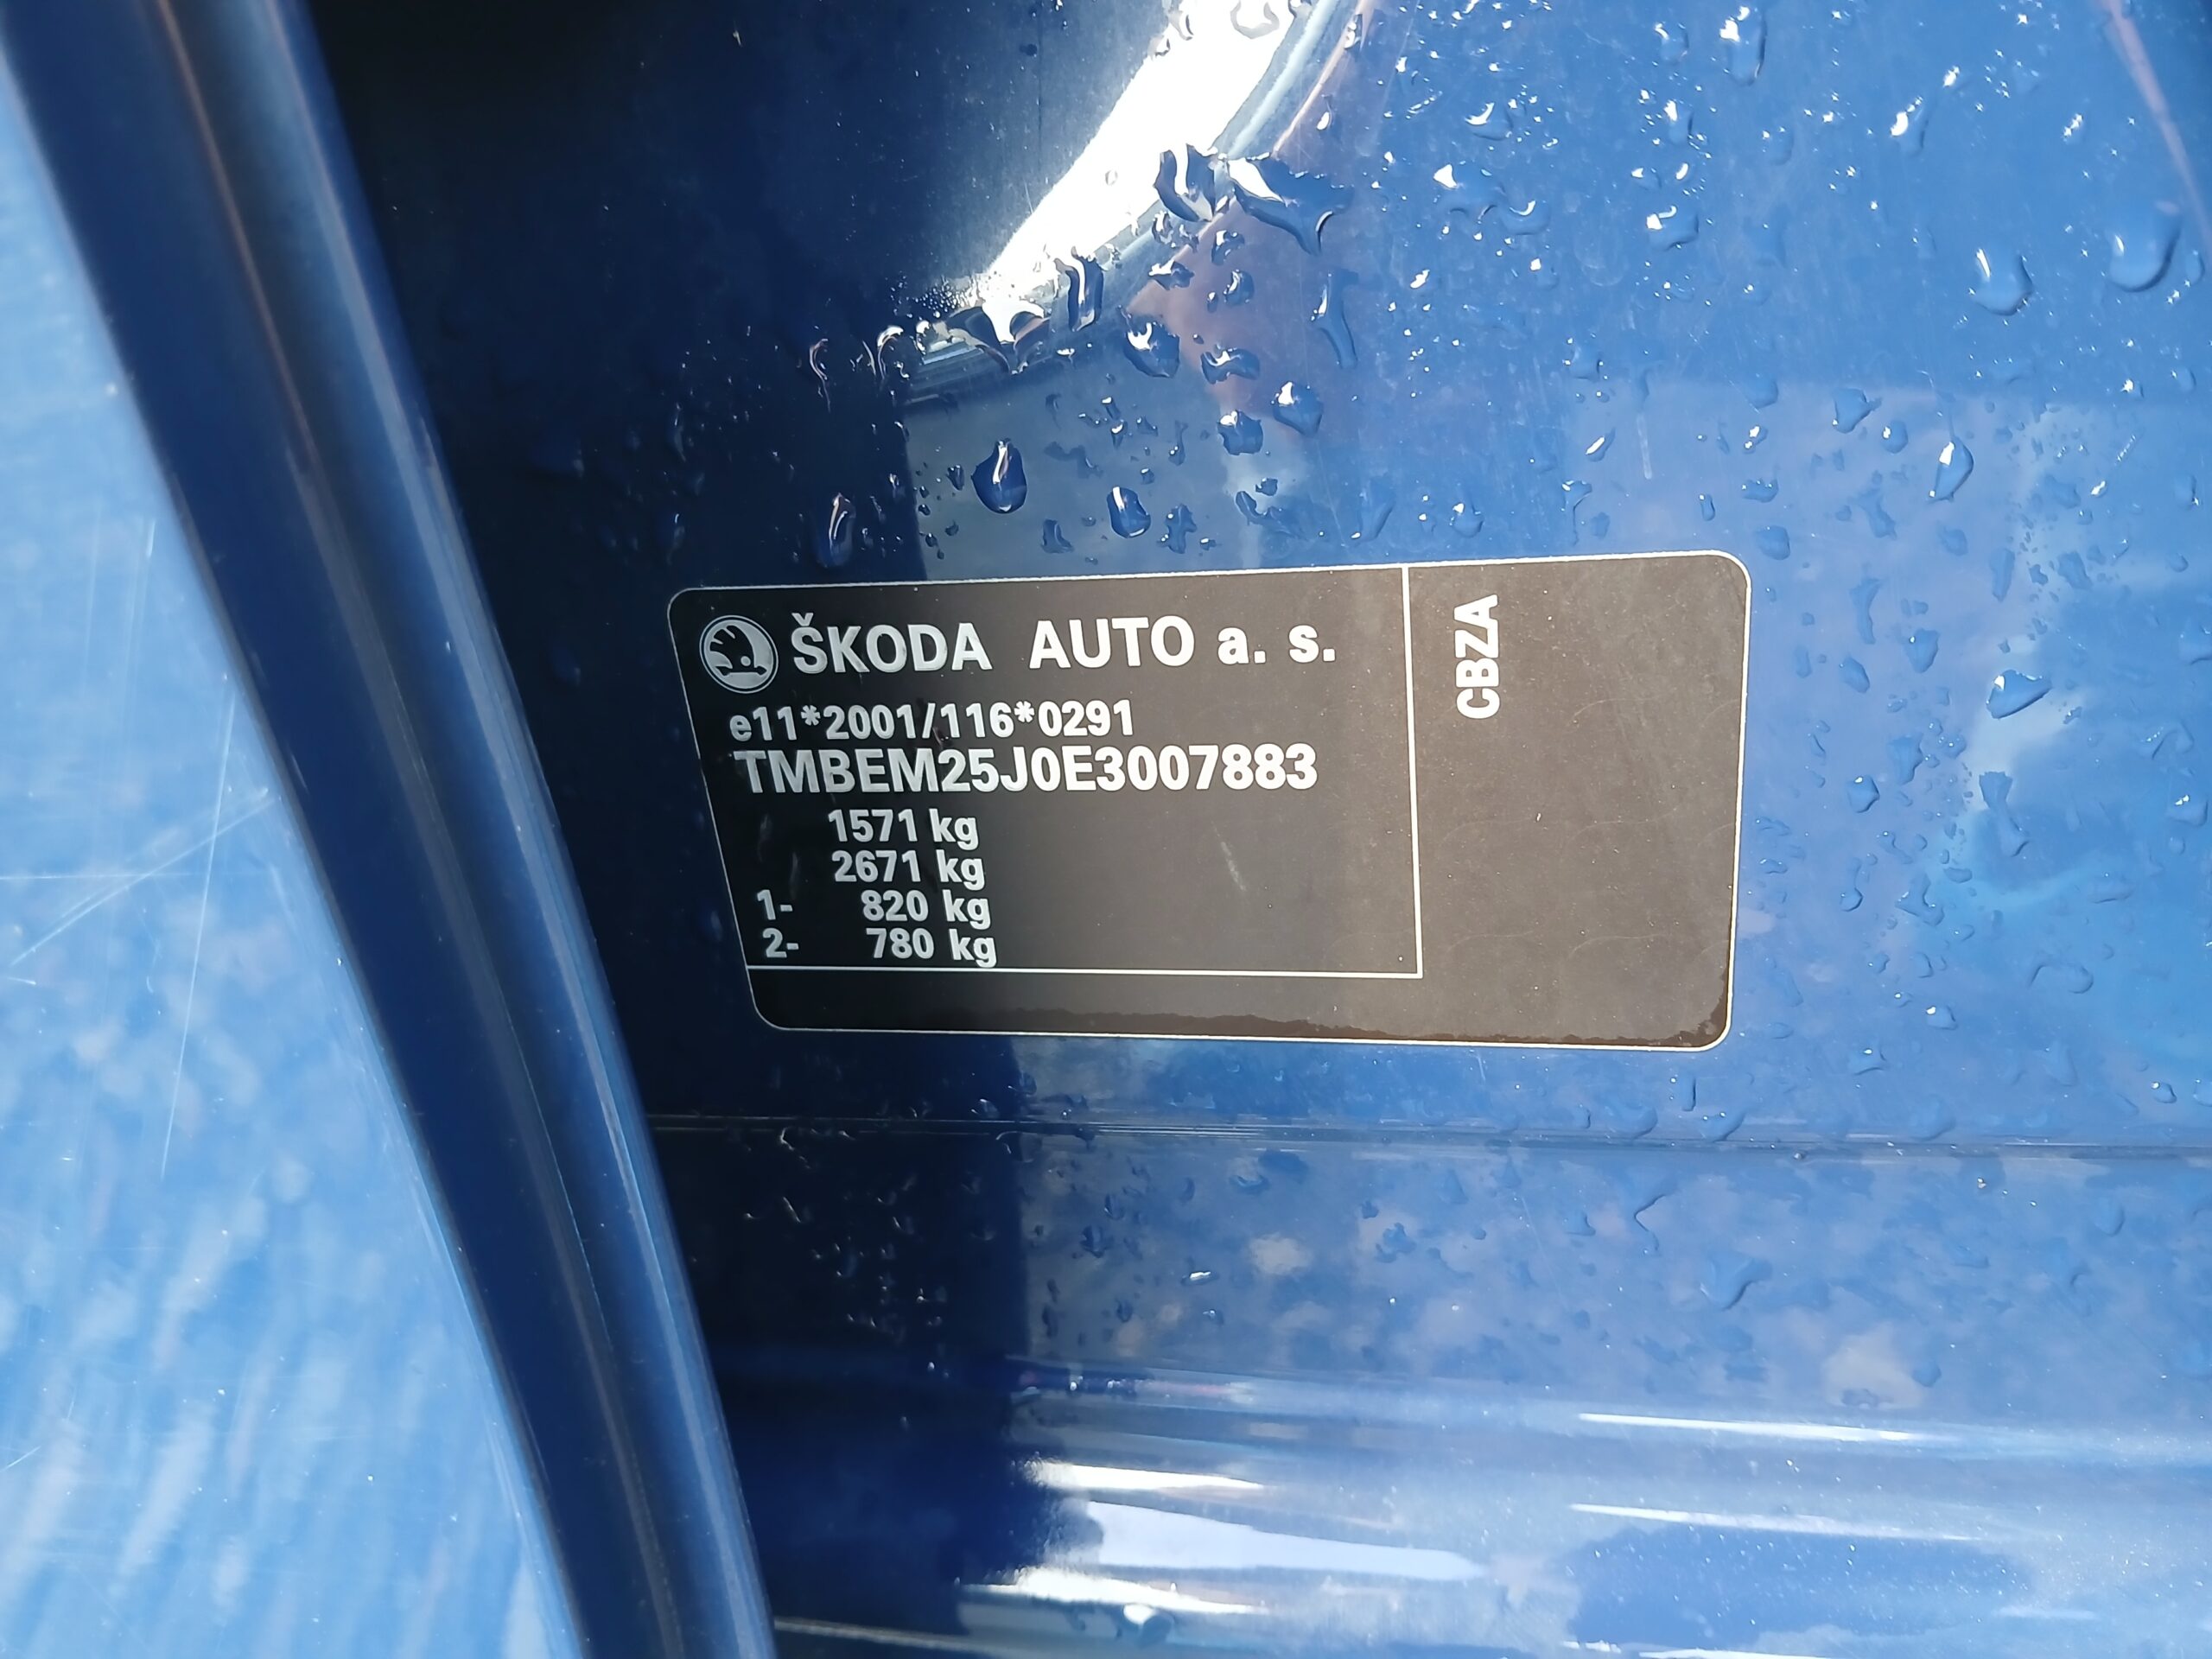 ŠKODA AUTO a. s.
e11*2001/116*0291
TMBEM25J0E3007883
1571 kg
2671 kg
1- 820 kg
2- 780 kg
CBZA